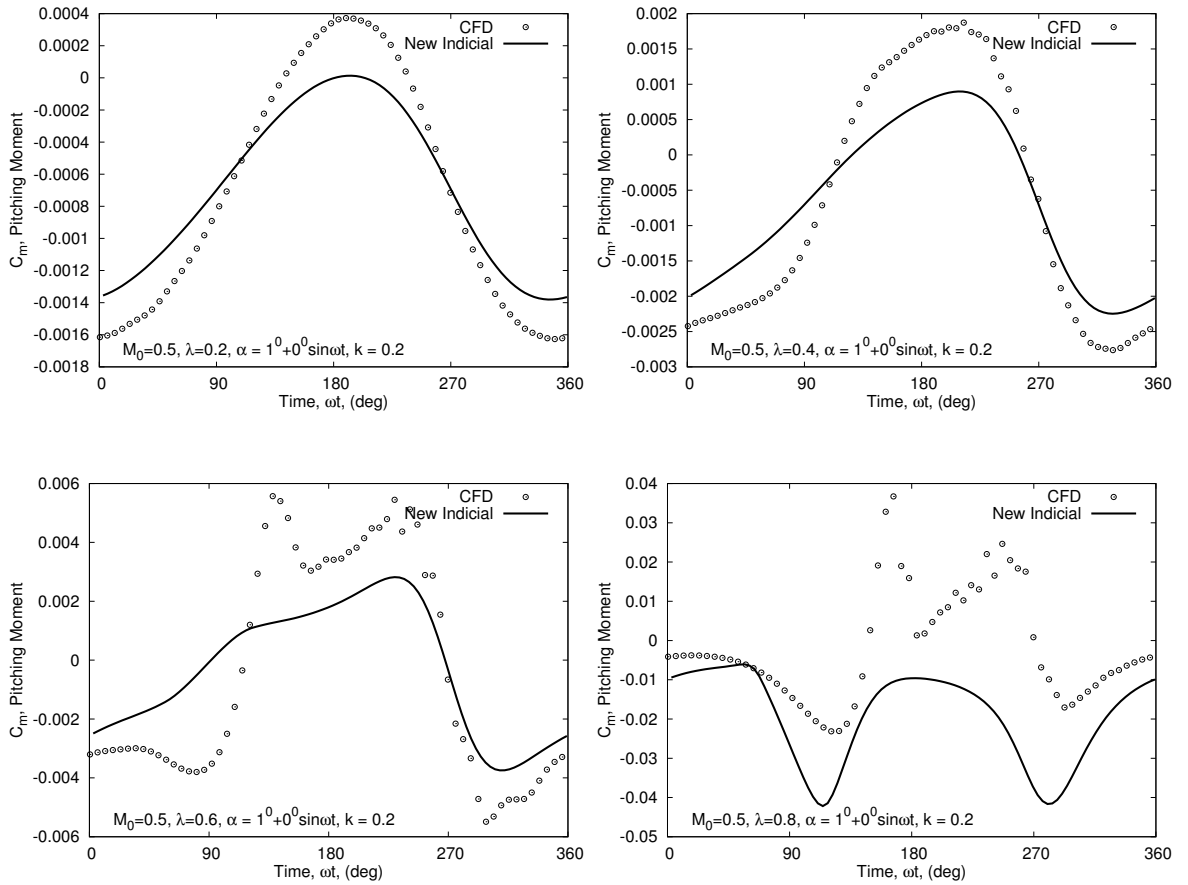 0.0004
0.0002
0
-0.0002
-0.0004
-0.0006
-0.0008
-0.001
-0.0012
-0.0014
-0.0016
-0.0018
C_m, Pitching Moment
CFD
New Indicial
M_0=0.5, λ=0.2, α = 1^0+0^0sinωt, k = 0.2
0 90 180 270 360
Time, ωt, (deg)
0.002
0.0015
0.001
0.0005
0
-0.0005
-0.001
-0.0015
-0.002
-0.0025
-0.003
C_m, Pitching Moment
CFD
New Indicial
M_0=0.5, λ=0.4, α = 1^0+0^0sinωt, k = 0.2
0 90 180 270 360
Time, ωt, (deg)
0.006
0.004
0.002
0
-0.002
-0.004
-0.006
C_m, Pitching Moment
CFD
New Indicial
M_0=0.5, λ=0.6, α = 1^0+0^0sinωt, k = 0.2
0 90 180 270 360
Time, ωt, (deg)
0.04
0.03
0.02
0.01
0
-0.01
-0.02
-0.03
-0.04
-0.05
C_m, Pitching Moment
CFD
New Indicial
M_0=0.5, λ=0.8, α = 1^0+0^0sinωt, k = 0.2
0 90 180 270 360
Time, ωt, (deg)